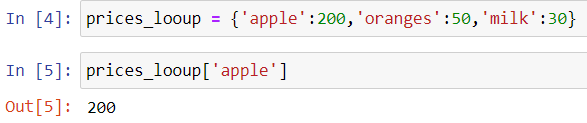 In [4]: prices_looup = {'apple':200,'oranges':50,'milk':30}
In [5]: prices_looup['apple']
Out[5]: 200